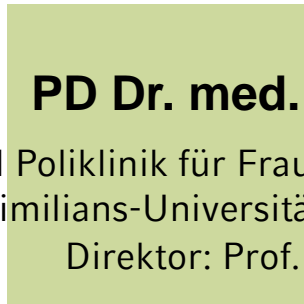 PD Dr. med.
Poliklinik für Frau
imilians-Universitä
Direktor: Prof.